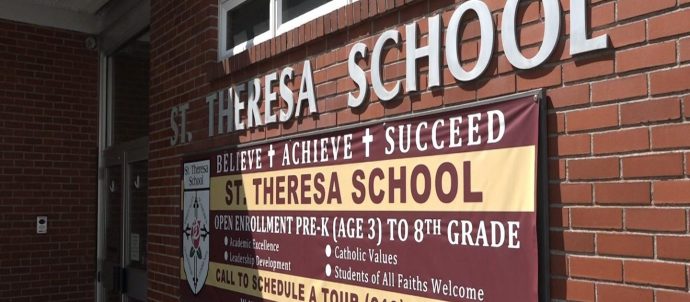 ST. THERESA SCHOOL
BELIEVE ✝ ACHIEVE ✝ SUCCEED
St. Theresa
School
ST. THERESA SCHOOL
OPEN ENROLLMENT PRE-K (AGE 3) TO 8TH GRADE
● Academic Excellence
● Leadership Development
● Catholic Values
● Students of All Faiths Welcome
CALL TO SCHEDULE A TOUR